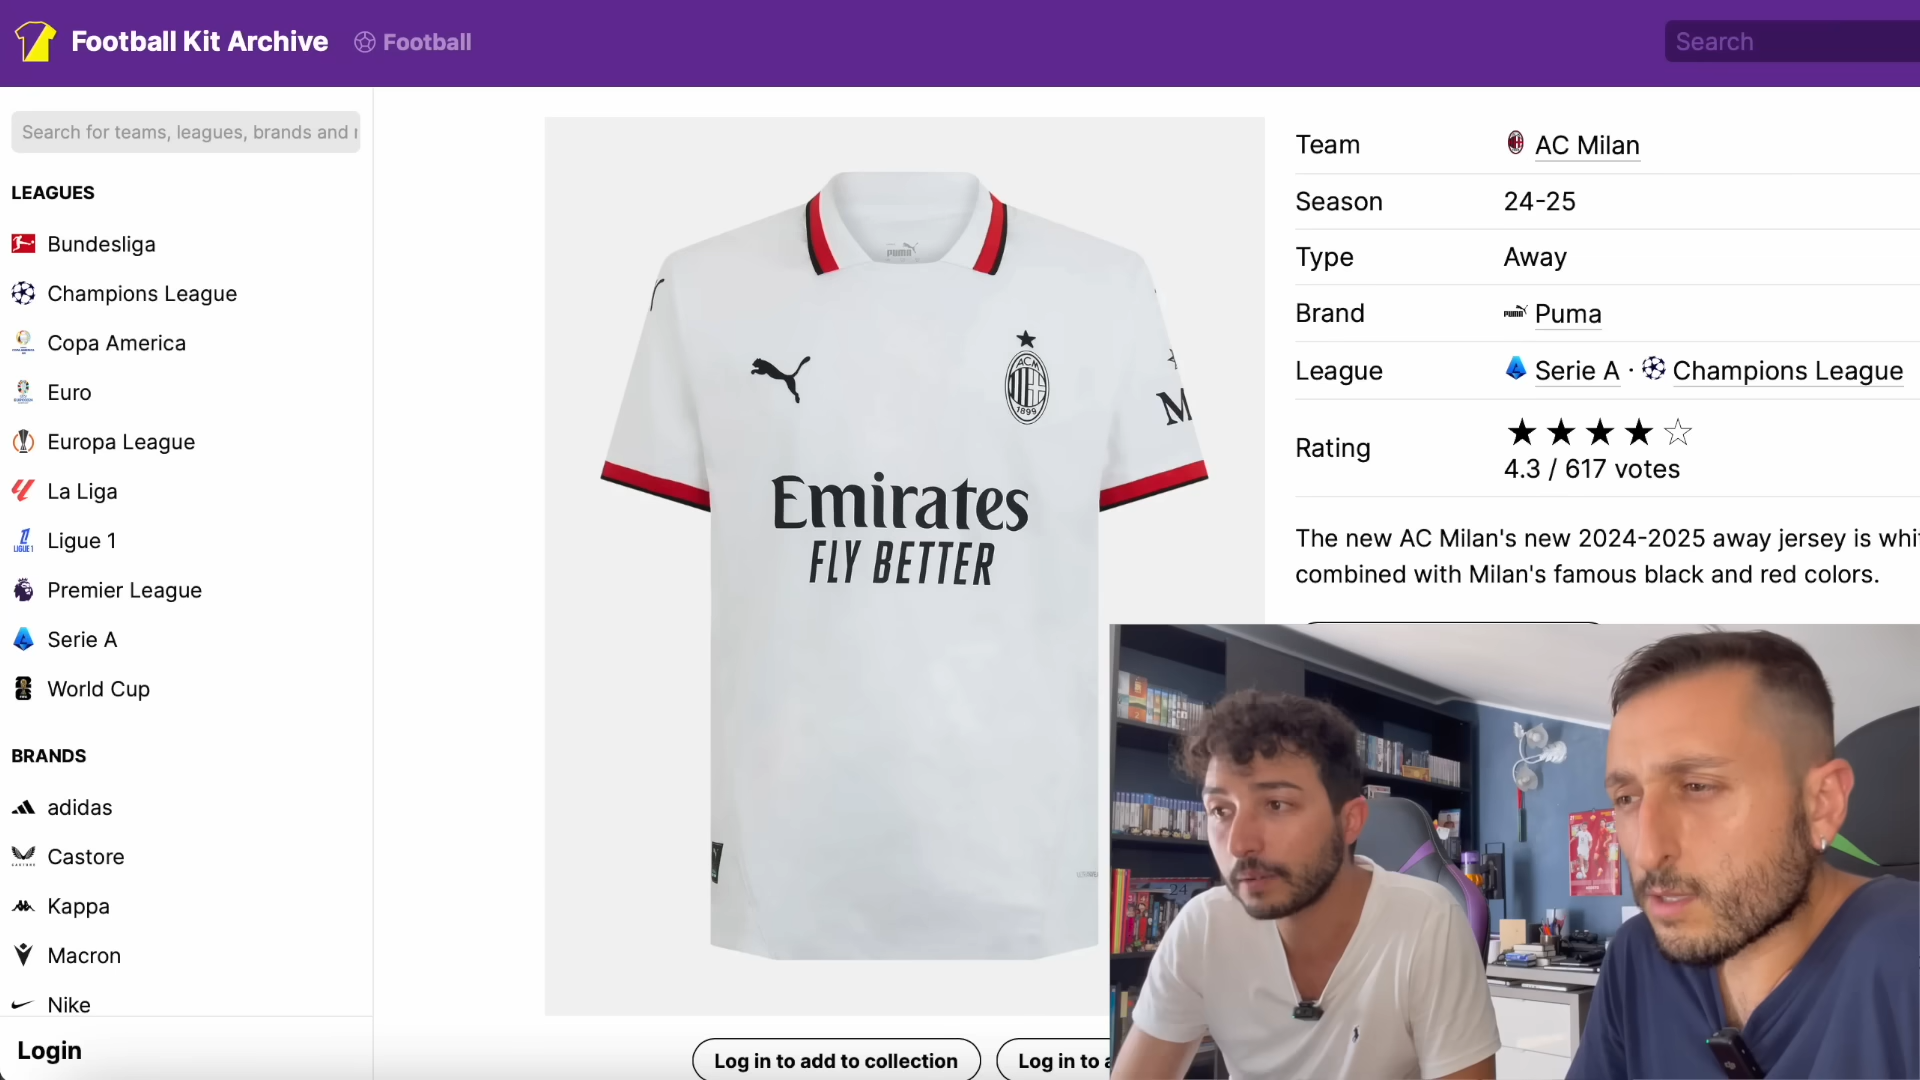 Football Kit Archive
Football
Search
Search for teams, leagues, brands and
LEAGUES
Bundesliga
Champions League
Copa America
Euro
Europa League
La Liga
Ligue 1
Premier League
Serie A
World Cup
BRANDS
adidas
Castore
Kappa
Macron
Nike
Login
PUMA
ACM
1899
M
Emirates
FLY BETTER
Log in to add to collection
Log in to
Team
AC Milan
Season
24-25
Type
Away
Brand
Puma
League
Serie A · Champions League
Rating
4.3 / 617 votes
The new AC Milan's new 2024-2025 away jersey is whi
combined with Milan's famous black and red colors.
24